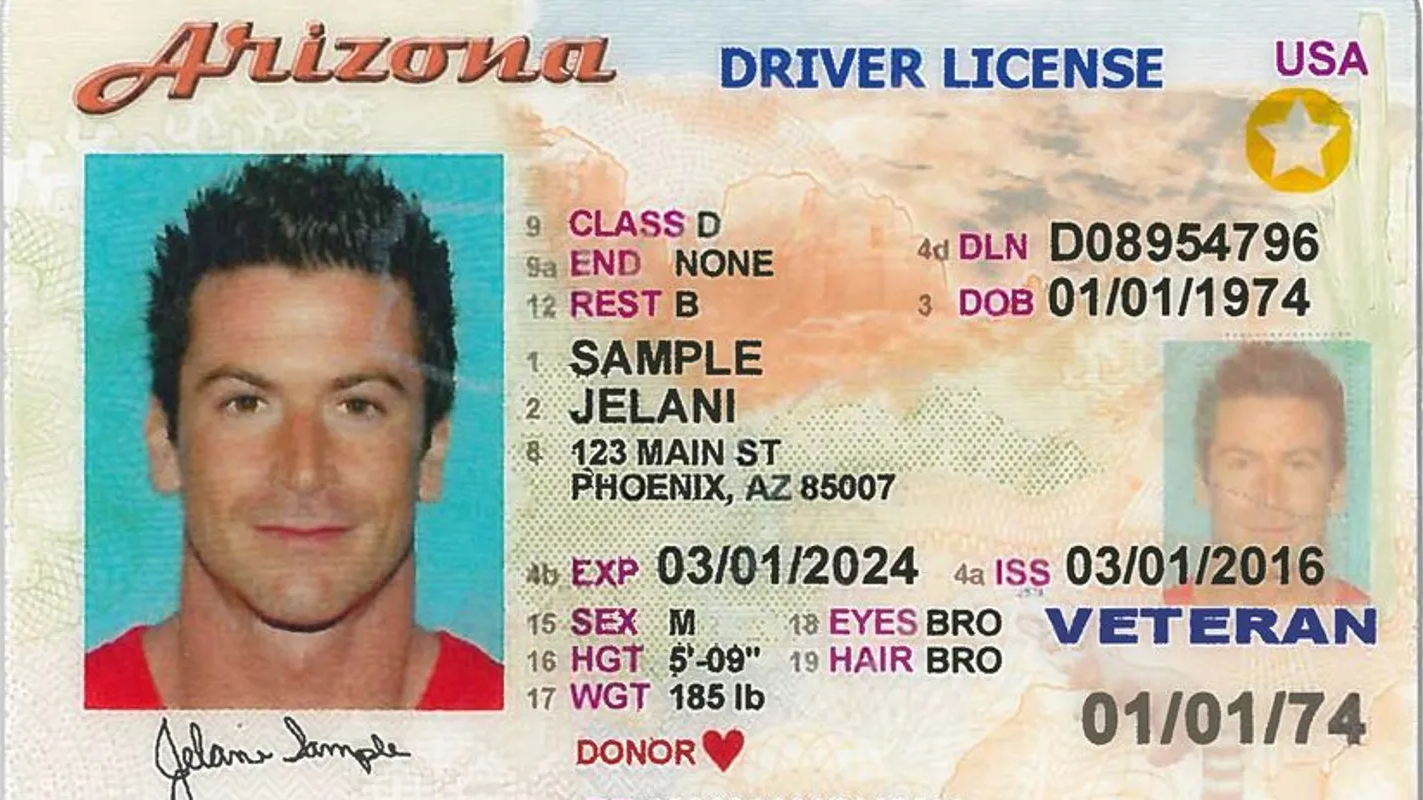 Arizona DRIVER LICENSE USA
9 CLASS D
9a END NONE
4d DLN D08954796
12 REST B
3 DOB 01/01/1974
1 SAMPLE
2 JELANI
8 123 MAIN ST
PHOENIX, AZ 85007
4b EXP 03/01/2024 4a ISS 03/01/2016
15 SEX M 18 EYES BRO VETERAN
16 HGT 5'-09" 19 HAIR BRO
17 WGT 185 lb
01/01/74
Jelani Sample
DONOR